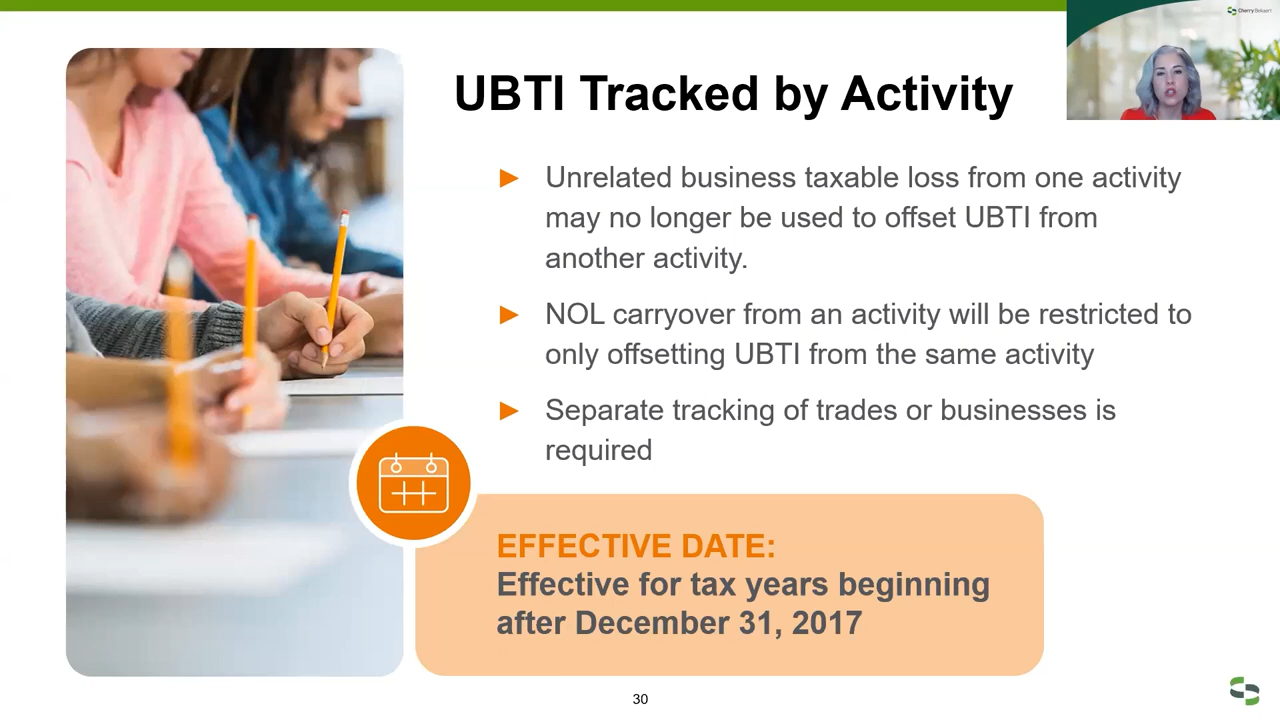 Cherry Bekaert
UBTI Tracked by Activity
► Unrelated business taxable loss from one activity
may no longer be used to offset UBTI from
another activity.
► NOL carryover from an activity will be restricted to
only offsetting UBTI from the same activity
► Separate tracking of trades or businesses is
required
EFFECTIVE DATE:
Effective for tax years beginning
after December 31, 2017
30